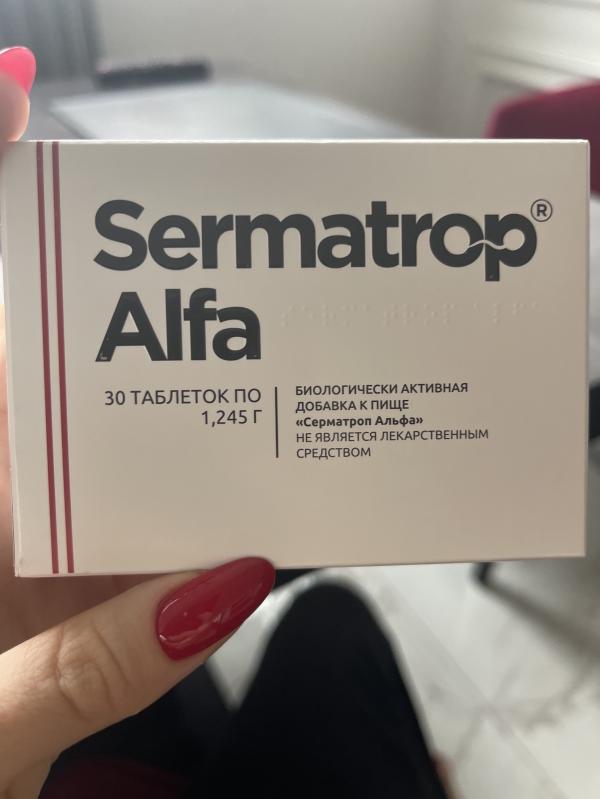 Sermatrop®
Alfa
30 ТАБЛЕТОК ПО
1,245 Г
БИОЛОГИЧЕСКИ АКТИВНАЯ
ДОБАВКА К ПИЩЕ
«Серматроп Альфа»
НЕ ЯВЛЯЕТСЯ ЛЕКАРСТВЕННЫМ
СРЕДСТВОМ